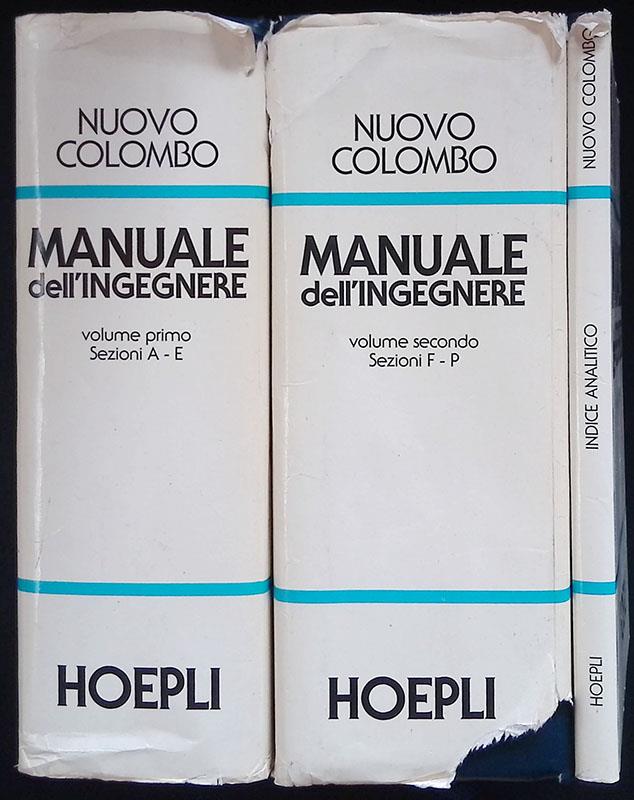 NUOVO
COLOMBO
MANUALE
dell'INGEGNERE
volume primo
Sezioni A - E
HOEPLI
NUOVO
COLOMBO
MANUALE
dell'INGEGNERE
volume secondo
Sezioni F - P
HOEPLI
NUOVO COLOMBO
INDICE ANALITICO
HOEPLI